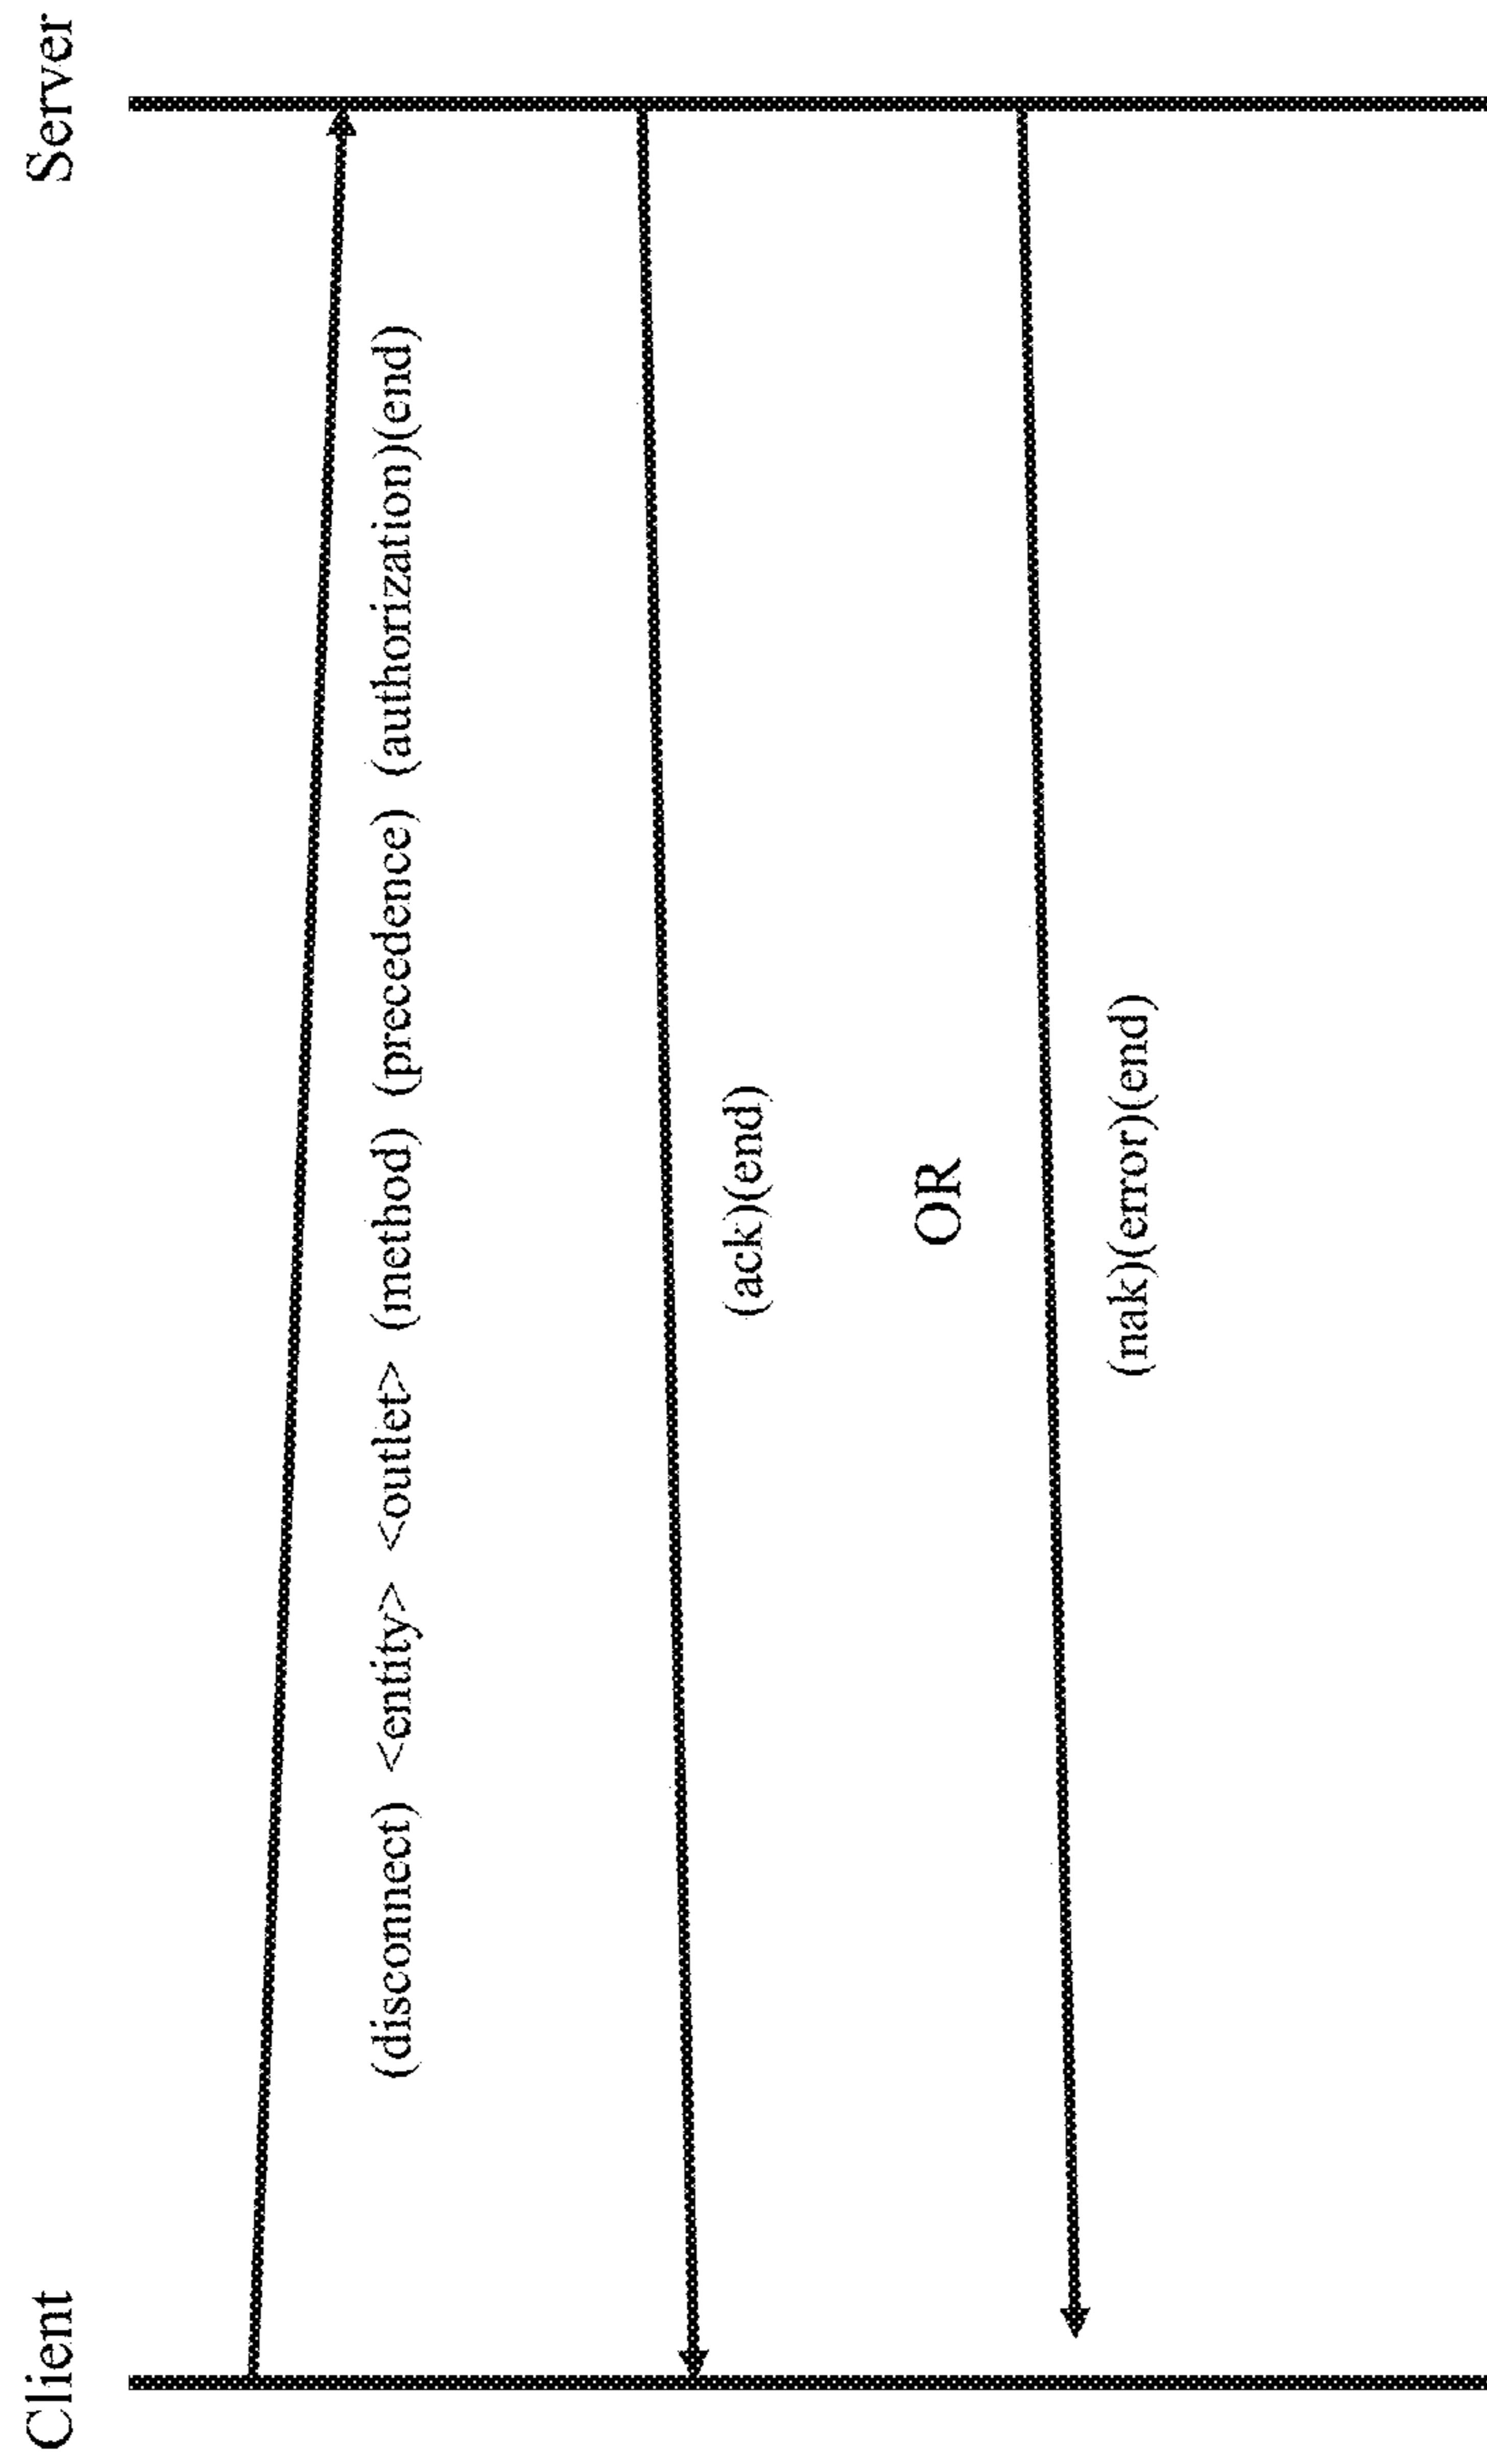 Client
Server
(disconnect) <entity> <outlet> (method) (precedence) (authorization)(end)
(ack)(end)
OR
(nak)(error)(end)